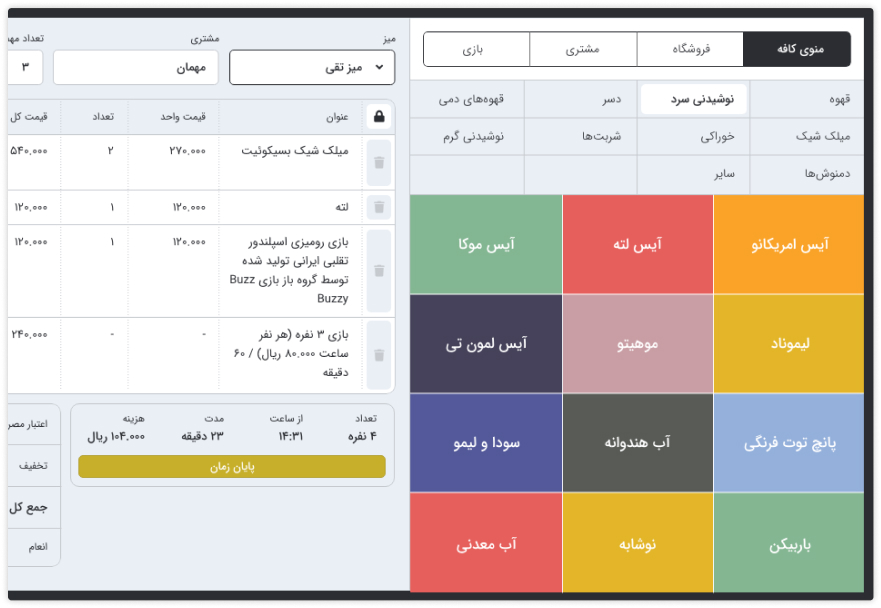 منوی کافه
فروشگاه
مشتری
بازی
قهوه
نوشیدنی سرد
دسر
قهوه‌های دمی
میلک شیک
خوراکی
شربت‌ها
نوشیدنی گرم
دمنوش‌ها
سایر
آیس امریکانو
آیس لته
آیس موکا
لیموناد
موهیتو
آیس لمون تی
پانچ توت فرنگی
آب هندوانه
سودا و لیمو
باربیکن
نوشابه
آب معدنی
میز
مشتری
تعداد مهم
میز تقی
مهمان
۳
عنوان
قیمت واحد
تعداد
قیمت کل
میلک شیک بسیکوئیت
۲۷۰.۰۰۰
۲
۵۴۰.۰۰۰
لته
۱۲۰.۰۰۰
۱
۱۲۰.۰۰۰
بازی رومیزی اسپلندور
تقلبی ایرانی تولید شده
توسط گروه باز بازی Buzz
Buzzy
۱۲۰.۰۰۰
۱
۱۲۰.۰۰۰
بازی ۳ نفره (هر نفر
ساعت ۸۰.۰۰۰ ریال) / ۶۰
دقیقه
-
-
۲۴۰.۰۰۰
تعداد
از ساعت
مدت
هزینه
۴ نفره
۱۴:۳۱
۲۳ دقیقه
۱۰۴.۰۰۰ ریال
پایان زمان
اعتبار مصر
تخفیف
جمع کل
انعام